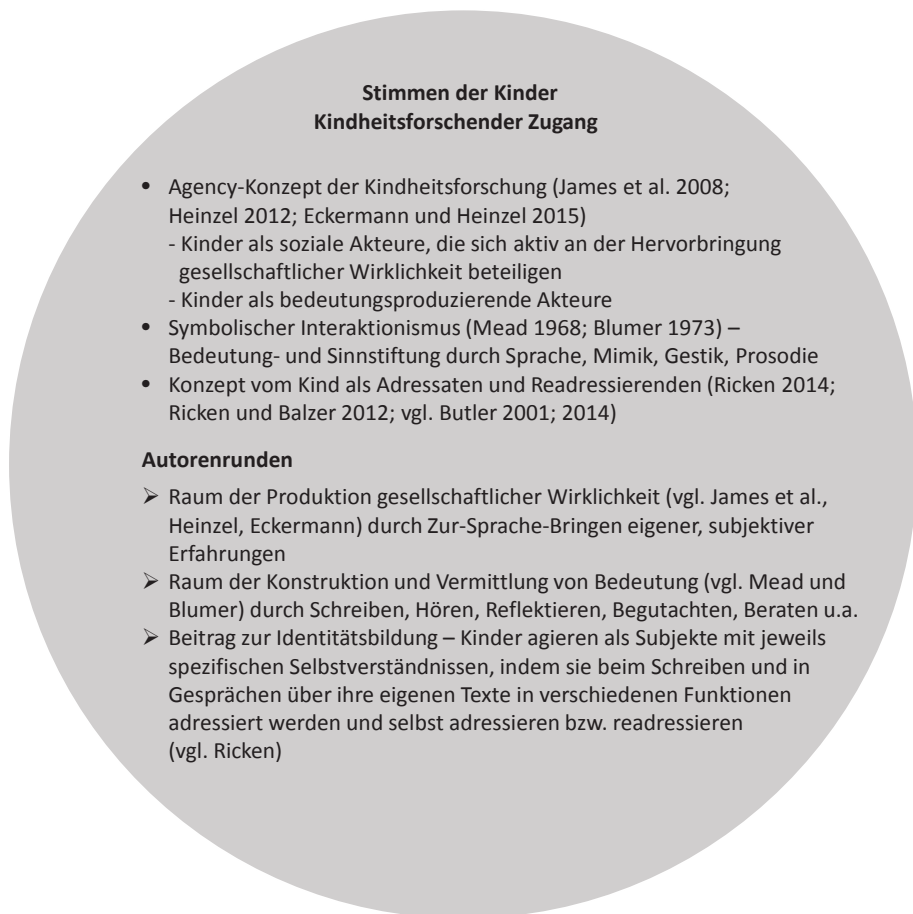 Stimmen der Kinder
Kindheitsforschender Zugang
• Agency-Konzept der Kindheitsforschung (James et al. 2008;
Heinzel 2012; Eckermann und Heinzel 2015)
- Kinder als soziale Akteure, die sich aktiv an der Hervorbringung
gesellschaftlicher Wirklichkeit beteiligen
- Kinder als bedeutungsproduzierende Akteure
• Symbolischer Interaktionismus (Mead 1968; Blumer 1973) –
Bedeutung- und Sinnstiftung durch Sprache, Mimik, Gestik, Prosodie
• Konzept vom Kind als Adressaten und Readressierenden (Ricken 2014;
Ricken und Balzer 2012; vgl. Butler 2001; 2014)
Autorenrunden
➢ Raum der Produktion gesellschaftlicher Wirklichkeit (vgl. James et al.,
Heinzel, Eckermann) durch Zur-Sprache-Bringen eigener, subjektiver
Erfahrungen
➢ Raum der Konstruktion und Vermittlung von Bedeutung (vgl. Mead und
Blumer) durch Schreiben, Hören, Reflektieren, Begutachten, Beraten u.a.
➢ Beitrag zur Identitätsbildung – Kinder agieren als Subjekte mit jeweils
spezifischen Selbstverständnissen, indem sie beim Schreiben und in
Gesprächen über ihre eigenen Texte in verschiedenen Funktionen
adressiert werden und selbst adressieren bzw. readressieren
(vgl. Ricken)